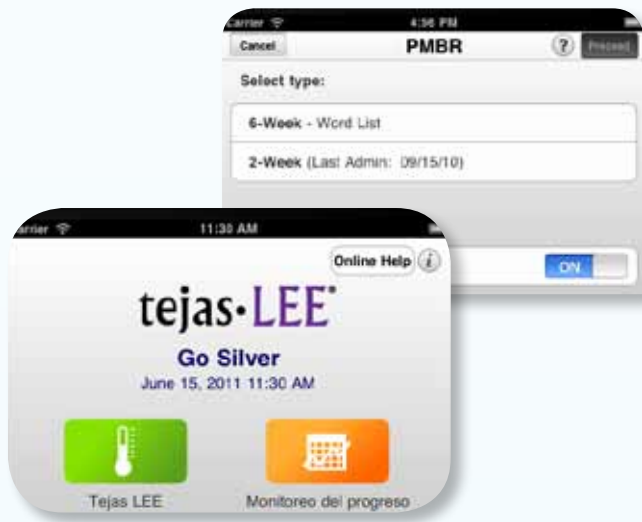 4:56 PM
Cancel PMBR ? Proceed
Select type:
6-Week - Word List
2-Week (Last Admin: 09/15/10)
ON
11:30 AM
Online Help i
tejas•LEE®
Go Silver
June 15, 2011 11:30 AM
Tejas LEE Monitoreo del progreso